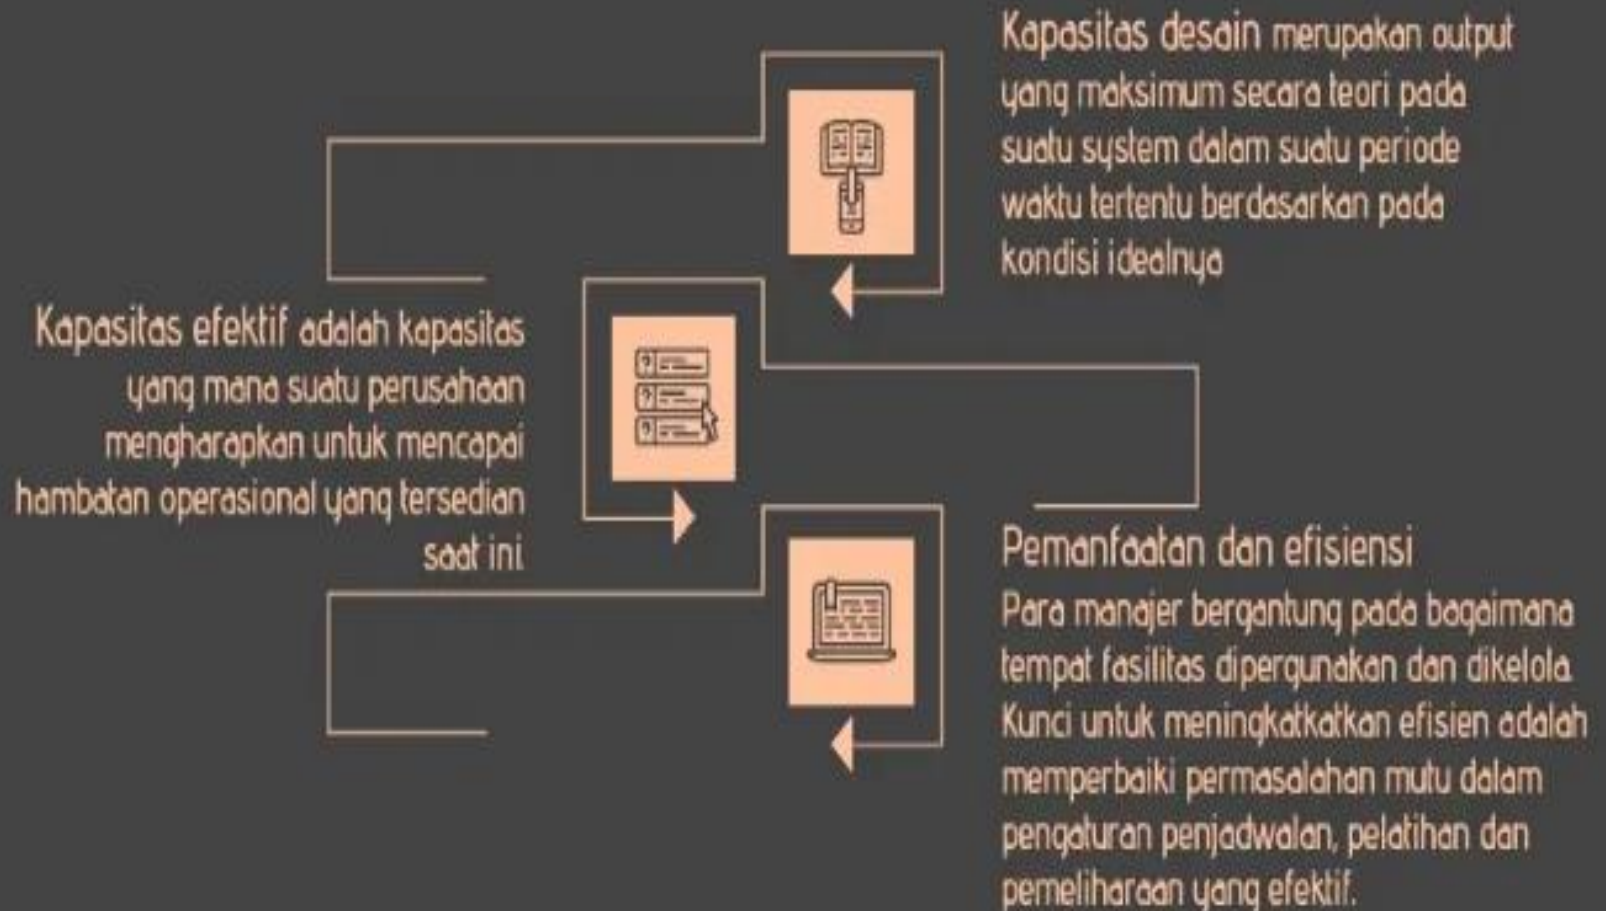 Kapasitas desain merupakan output
yang maksimum secara teori pada
suatu system dalam suatu periode
waktu tertentu berdasarkan pada
kondisi idealnya
Kapasitas efektif adalah kapasitas
yang mana suatu perusahaan
mengharapkan untuk mencapai
hambatan operasional yang tersedian
saat ini.
Pemanfaatan dan efisiensi
Para manajer bergantung pada bagaimana
tempat fasilitas dipergunakan dan dikelola.
Kunci untuk meningkatkatkan efisien adalah
memperbaiki permasalahan mutu dalam
pengaturan penjadwalan, pelatihan dan
pemeliharaan yang efektif.